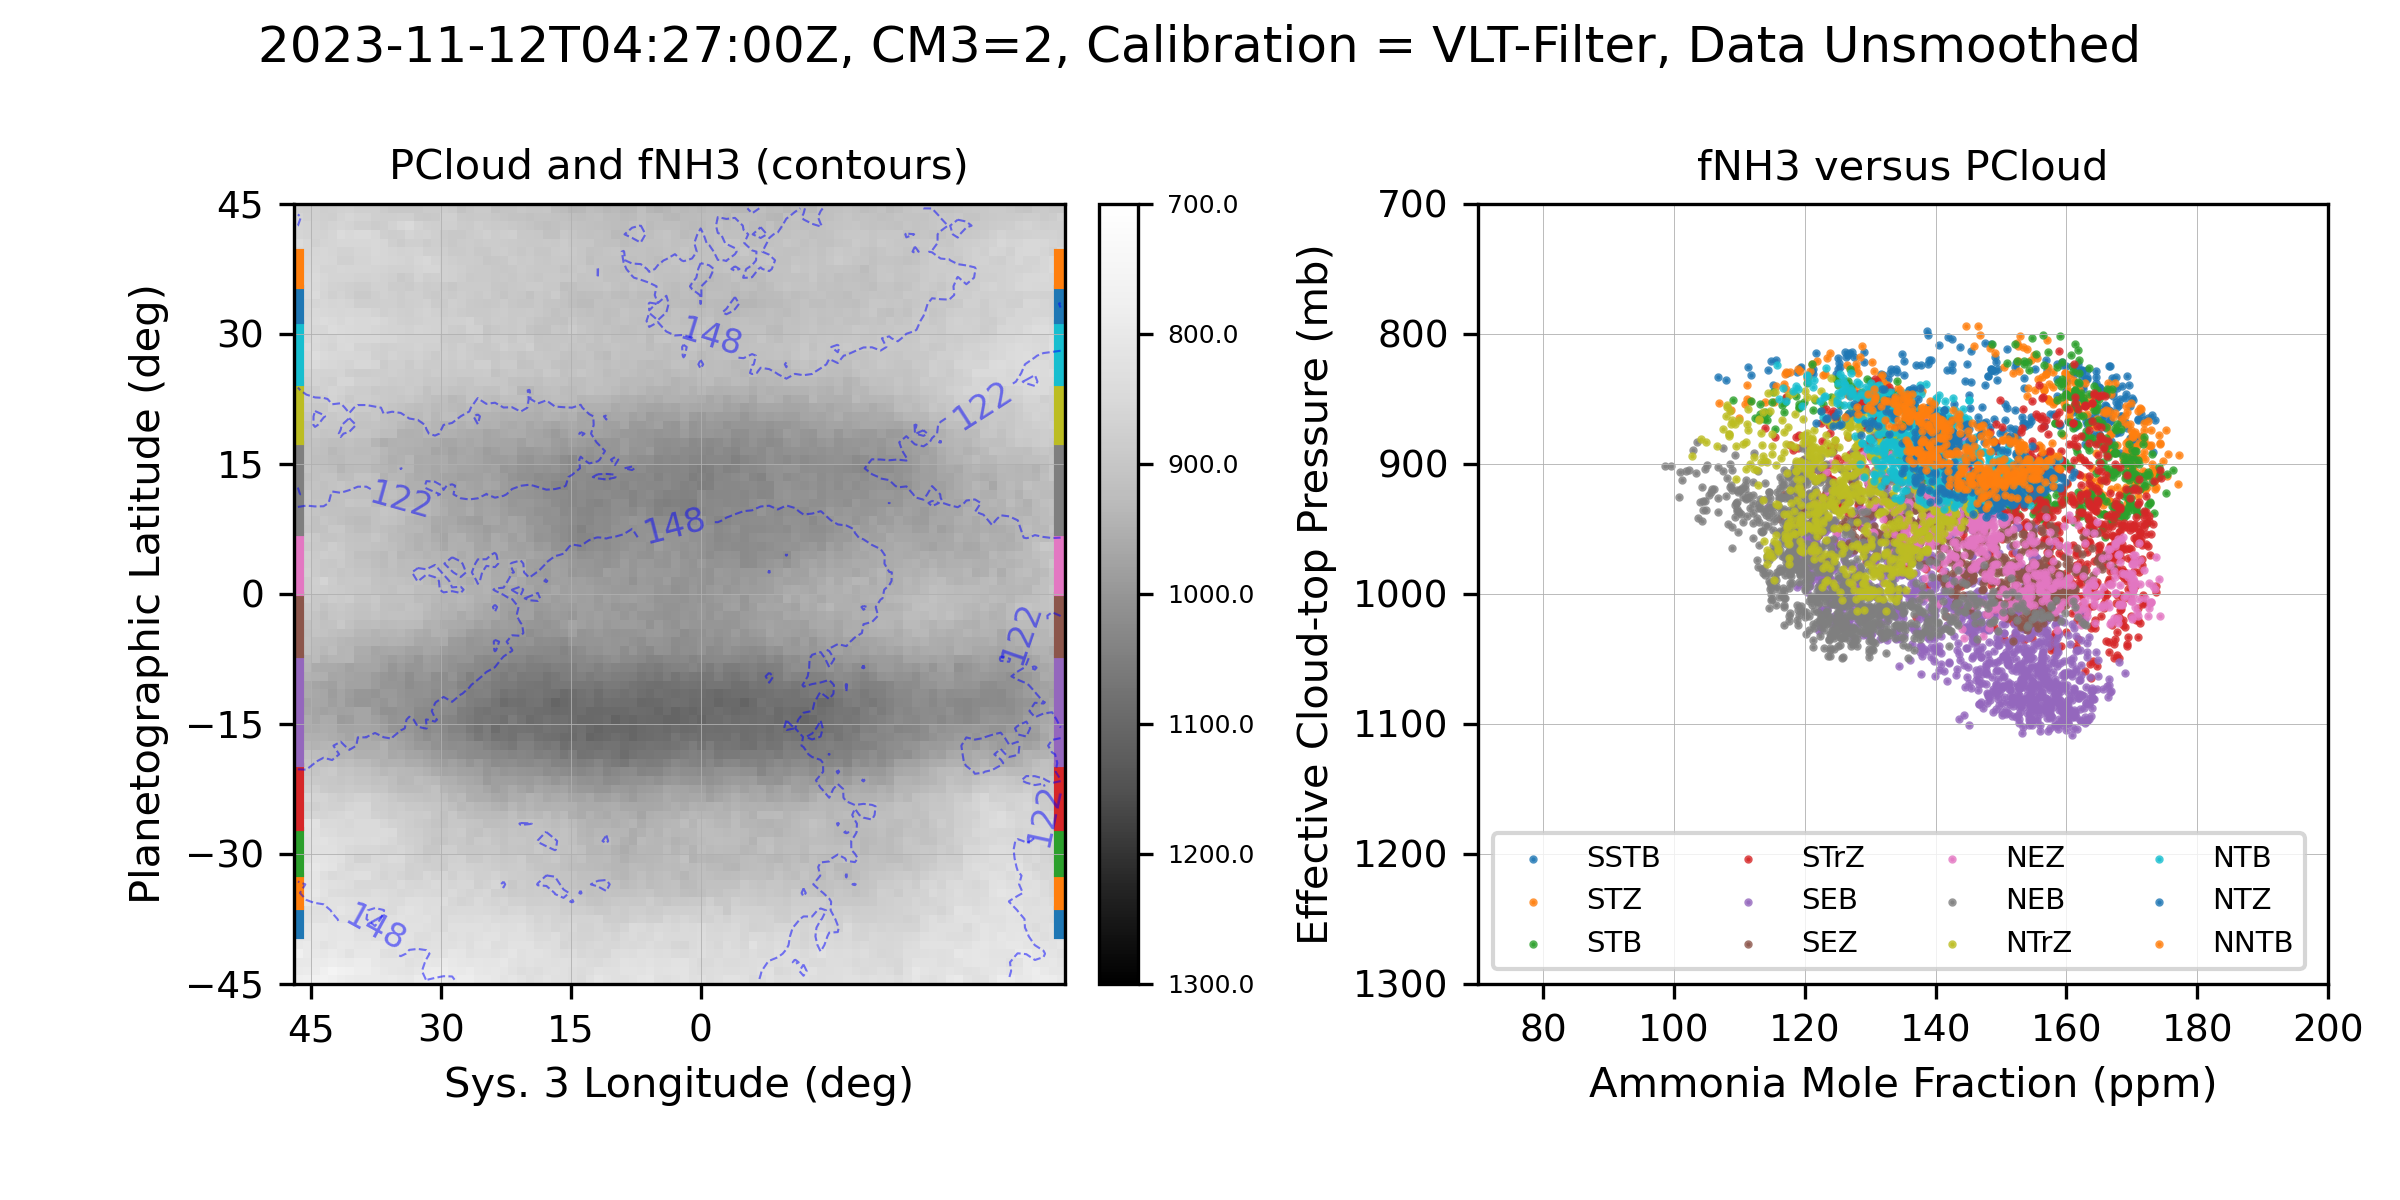 2023-11-12T04:27:00Z, CM3=2, Calibration = VLT-Filter, Data Unsmoothed
PCloud and fNH3 (contours)
Planetographic Latitude (deg)
45
30
15
0
−15
−30
−45
148
122
122
148
122
122
148
45 30 15 0
Sys. 3 Longitude (deg)
700.0
800.0
900.0
1000.0
1100.0
1200.0
1300.0
fNH3 versus PCloud
Effective Cloud-top Pressure (mb)
700
800
900
1000
1100
1200
1300
SSTB STrZ NEZ NTB
STZ SEB NEB NTZ
STB SEZ NTrZ NNTB
80 100 120 140 160 180 200
Ammonia Mole Fraction (ppm)